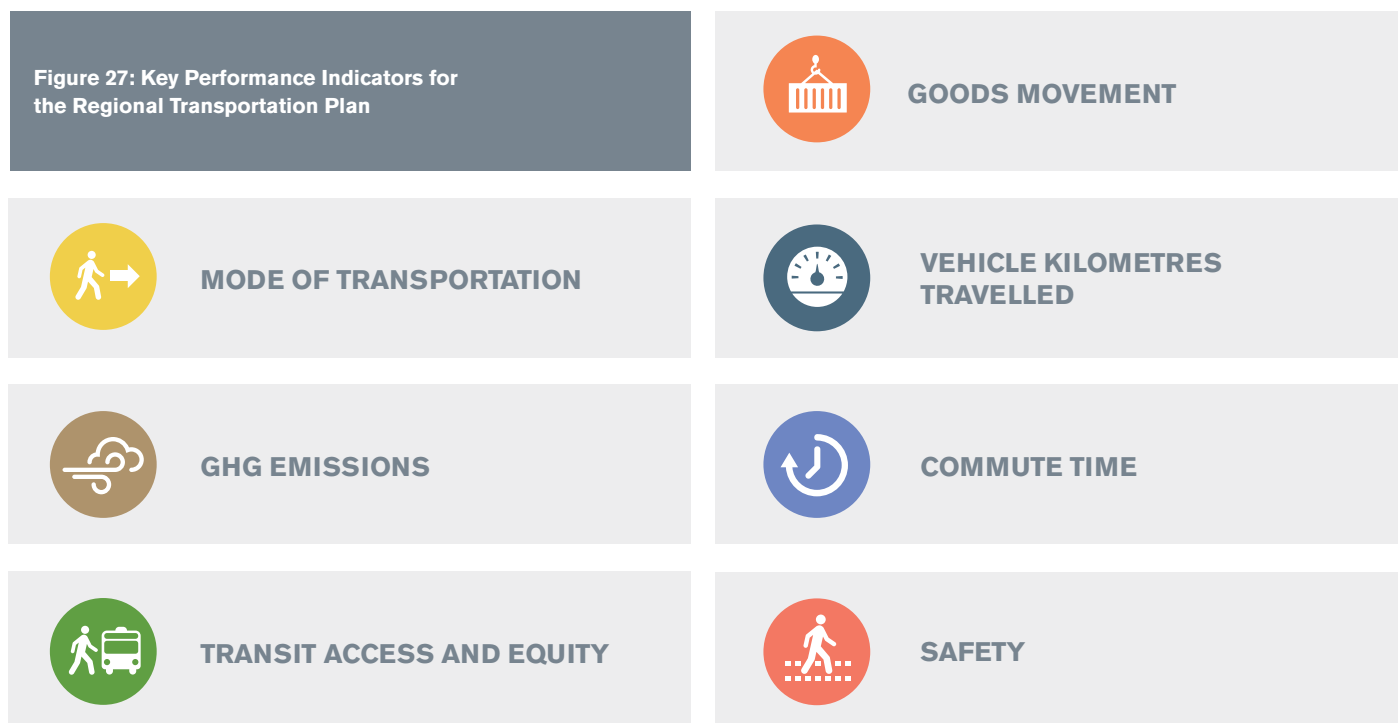 Figure 27: Key Performance Indicators for
the Regional Transportation Plan
GOODS MOVEMENT
MODE OF TRANSPORTATION
VEHICLE KILOMETRES
TRAVELLED
GHG EMISSIONS
COMMUTE TIME
TRANSIT ACCESS AND EQUITY
SAFETY